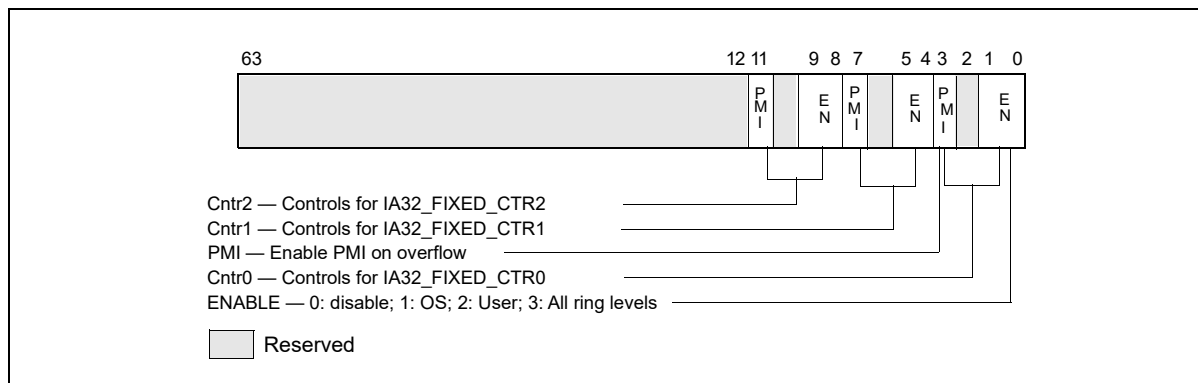 63 12 11 9 8 7 5 4 3 2 1 0
PMI EN PMI EN PMI EN
Cntr2 — Controls for IA32_FIXED_CTR2
Cntr1 — Controls for IA32_FIXED_CTR1
PMI — Enable PMI on overflow
Cntr0 — Controls for IA32_FIXED_CTR0
ENABLE — 0: disable; 1: OS; 2: User; 3: All ring levels
Reserved